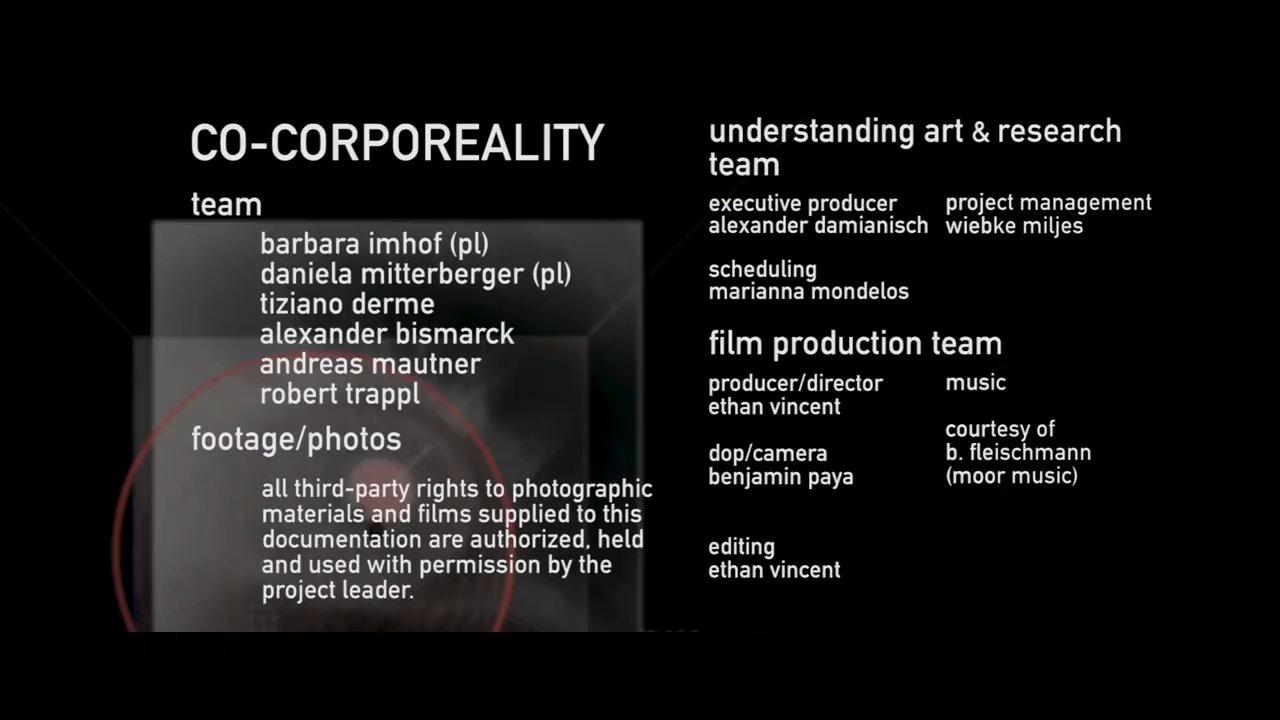 CO-CORPOREALITY
team
barbara imhof (pl)
daniela mitterberger (pl)
tiziano derme
alexander bismarck
andreas mautner
robert trappl
footage/photos
all third-party rights to photographic
materials and films supplied to this
documentation are authorized, held
and used with permission by the
project leader.
understanding art & research
team
executive producer
alexander damianisch
project management
wiebke miljes
scheduling
marianna mondelos
film production team
producer/director
ethan vincent
music
courtesy of
b. fleischmann
(moor music)
dop/camera
benjamin paya
editing
ethan vincent